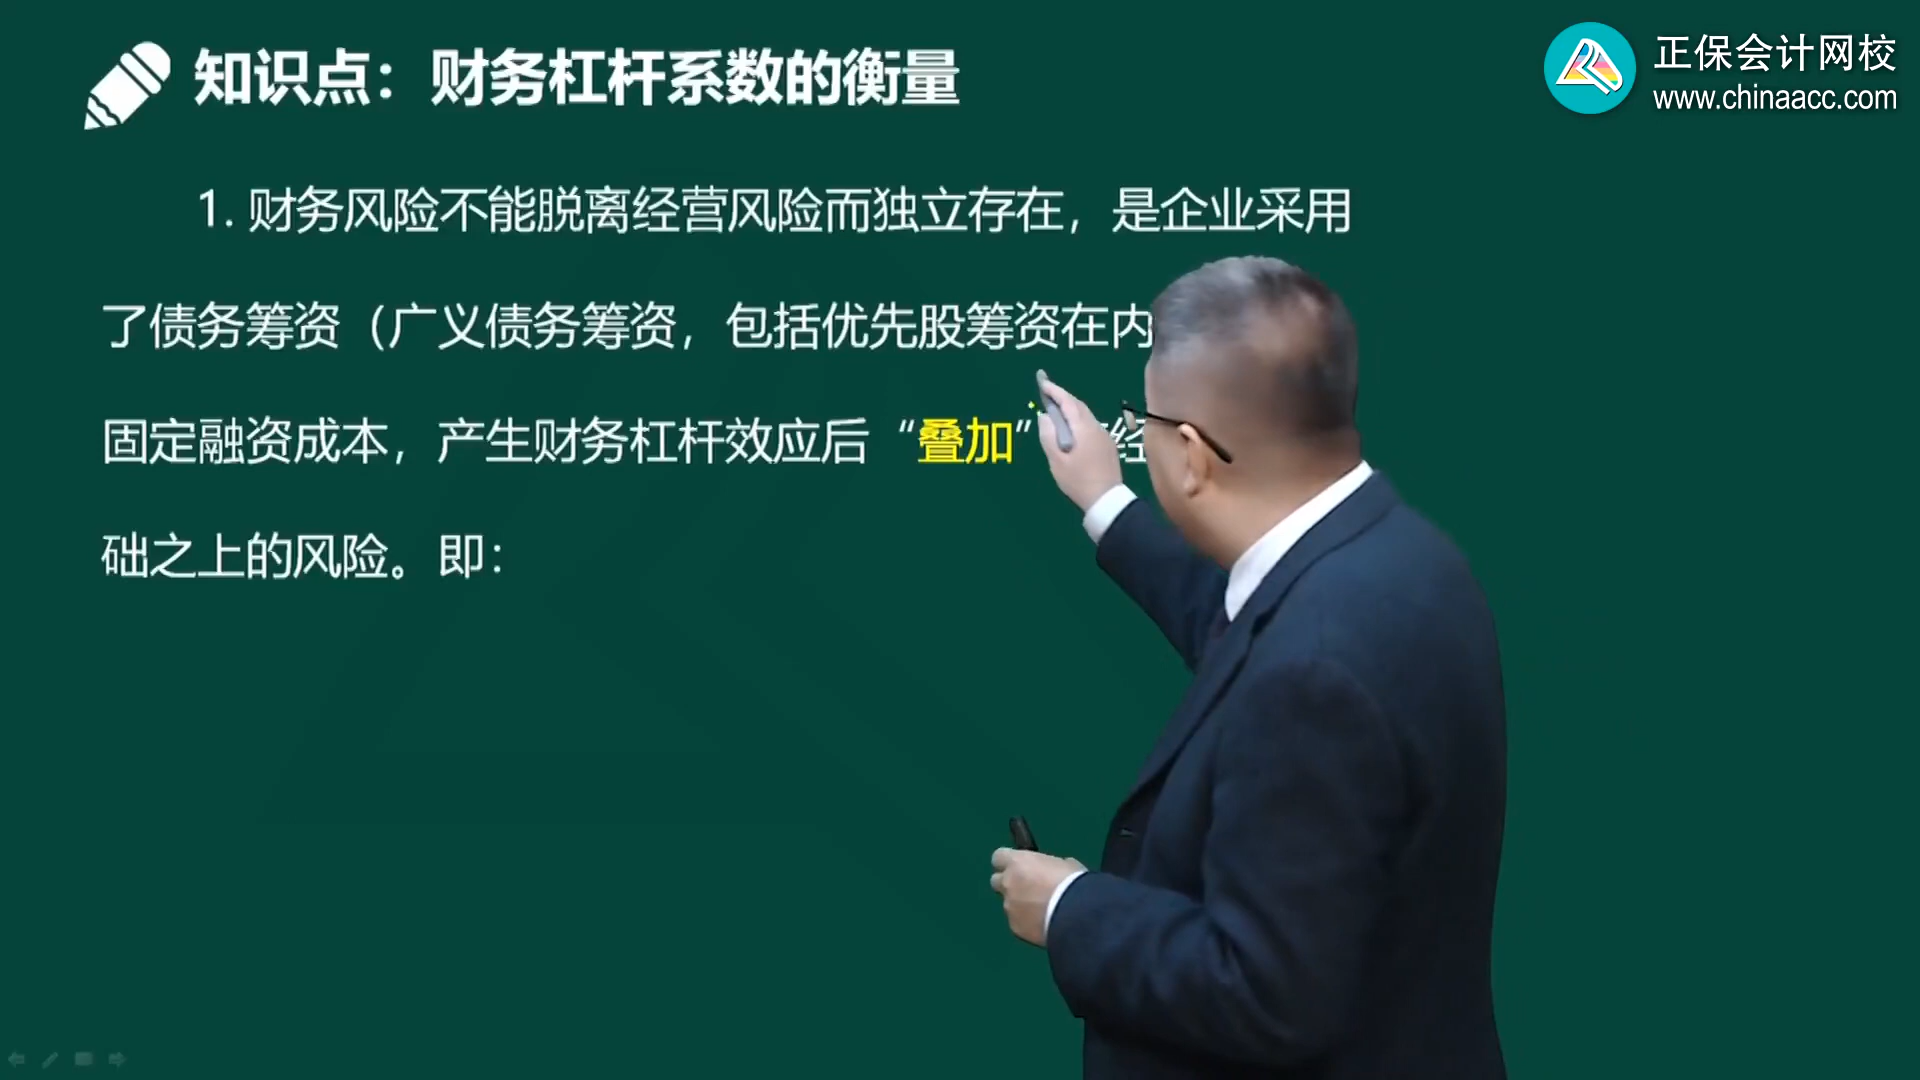 知识点：财务杠杆系数的衡量
正保会计网校
www.chinaacc.com
1. 财务风险不能脱离经营风险而独立存在，是企业采用
了债务筹资（广义债务筹资，包括优先股筹资在内
固定融资成本，产生财务杠杆效应后“叠加”
础之上的风险。即：